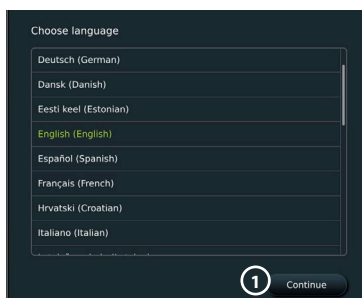 Choose language
Deutsch (German)
Dansk (Danish)
Eesti keel (Estonian)
English (English)
Español (Spanish)
Français (French)
Hrvatski (Croatian)
Italiano (Italian)
1 Continue